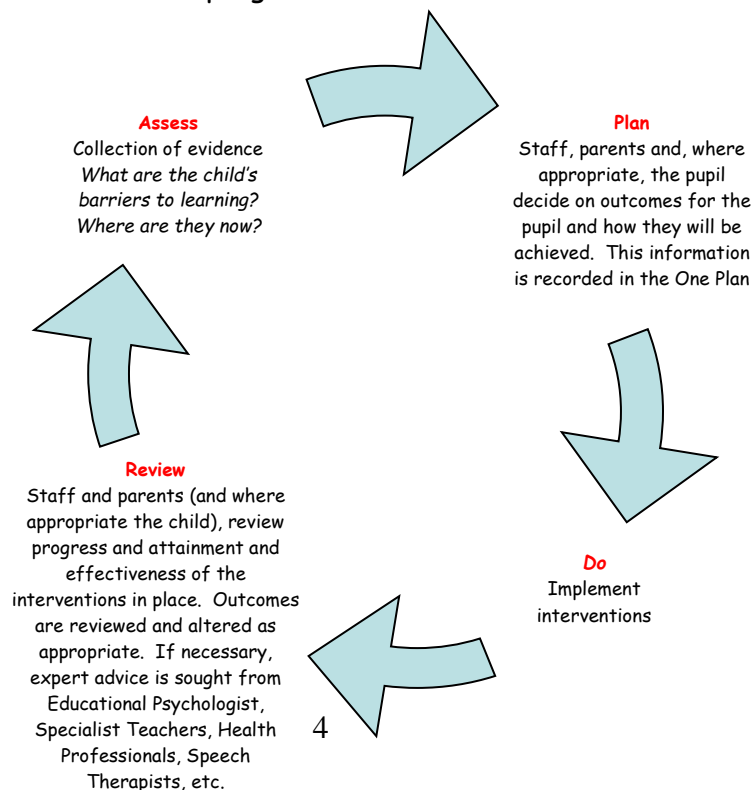 Assess
Collection of evidence
What are the child's
barriers to learning?
Where are they now?
Plan
Staff, parents and, where
appropriate, the pupil
decide on outcomes for the
pupil and how they will be
achieved.  This information
is recorded in the One Plan
Do
Implement
interventions
Review
Staff and parents (and where
appropriate the child), review
progress and attainment and
effectiveness of the
interventions in place.  Outcomes
are reviewed and altered as
appropriate.  If necessary,
expert advice is sought from
Educational Psychologist,
Specialist Teachers, Health
Professionals, Speech
Therapists, etc.
4